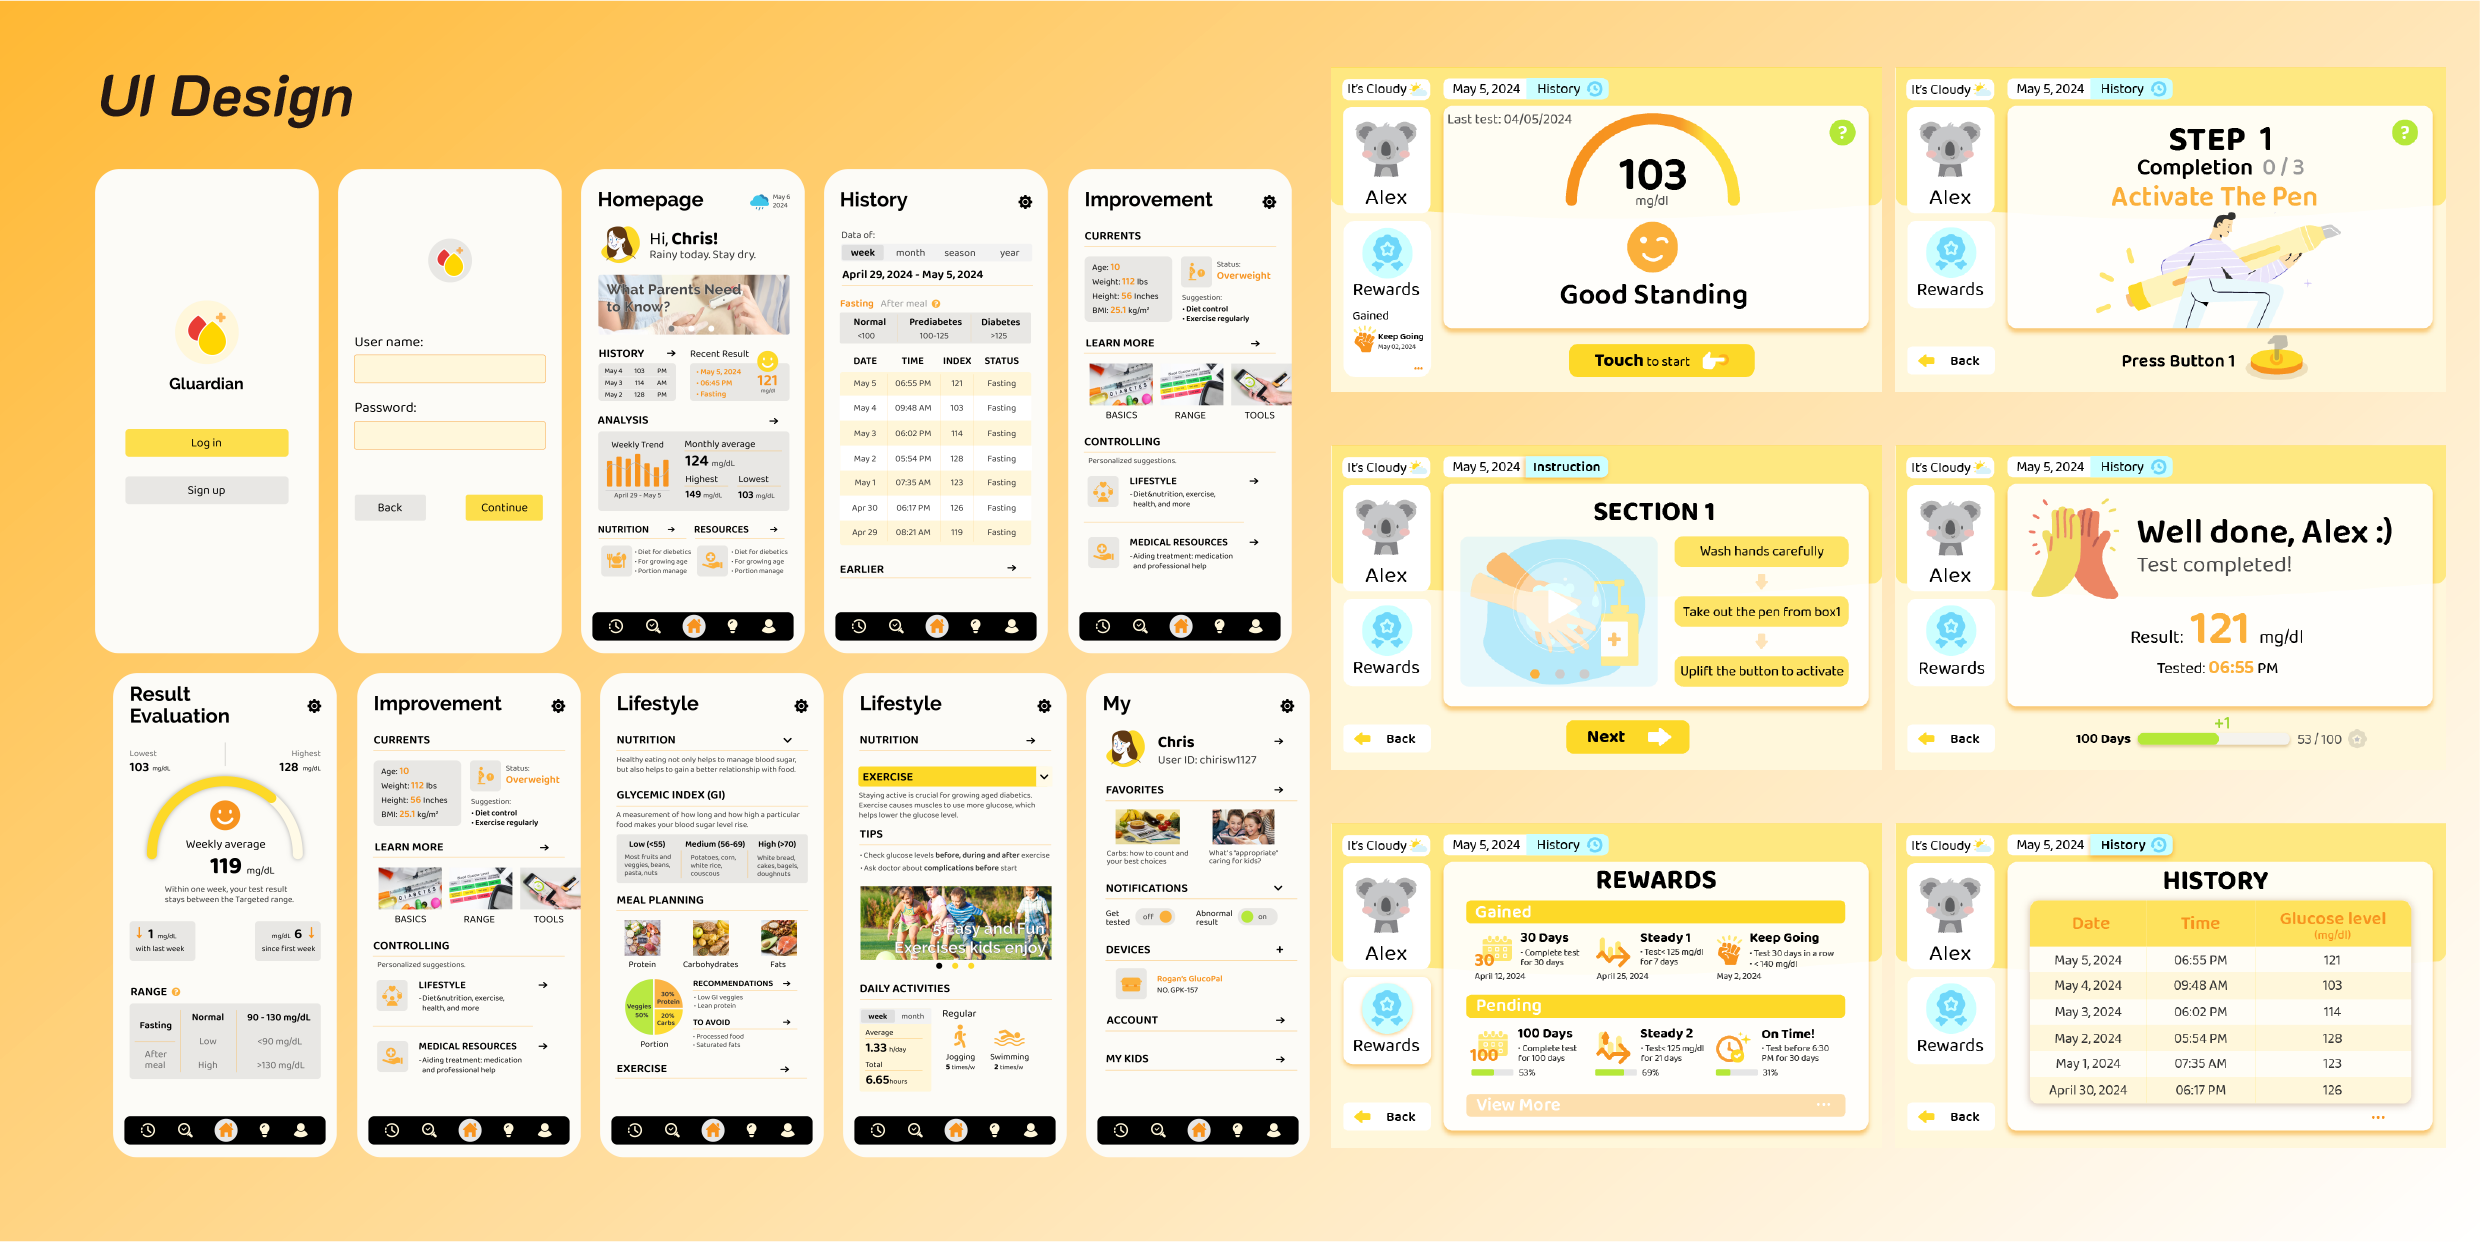 UI Design
Gluardian
Log in
Sign up
User name:
Password:
Back
Continue
Homepage
May 6
2024
Hi, Chris!
Rainy today. Stay dry.
What Parents Need
to Know?
HISTORY
May 4 103 PM
May 3 114 AM
May 2 128 PM
Recent Result
• May 5, 2024
• 06:45 PM
• Fasting
121
mg/dl
ANALYSIS
Weekly Trend
April 29 - May 5
Monthly average
124 mg/dL
Highest Lowest
149 mg/dL 103 mg/dL
NUTRITION
• Diet for diebetics
• For growing age
• Portion manage
RESOURCES
• Diet for diebetics
• For growing age
• Portion manage
History
Data of:
week month season year
April 29, 2024 - May 5, 2024
Fasting After meal ?
Normal Prediabetes Diabetes
<100 100-125 >125
DATE TIME INDEX STATUS
May 5 06:55 PM 121 Fasting
May 4 09:48 AM 103 Fasting
May 3 06:02 PM 114 Fasting
May 2 05:54 PM 128 Fasting
May 1 07:35 AM 123 Fasting
Apr 30 06:17 PM 126 Fasting
Apr 29 08:21 AM 119 Fasting
EARLIER
Improvement
CURRENTS
Age: 10
Weight: 112 lbs
Height: 56 Inches
BMI: 25.1 kg/m²
Status:
Overweight
Suggestion:
• Diet control
• Exercise regularly
LEARN MORE
BASICS RANGE TOOLS
CONTROLLING
Personalized suggestions.
LIFESTYLE
- Diet&nutrition, exercise,
health, and more
MEDICAL RESOURCES
- Aiding treatment: medication
and professional help
Result
Evaluation
Lowest Highest
103 mg/dL 128 mg/dL
Weekly average
119 mg/dL
Within one week, your test result
stays between the Targeted range.
↓ 1 mg/dL
with last week
mg/dL 6 ↓
since first week
RANGE ?
Fasting Normal 90 - 130 mg/dL
Low <90 mg/dL
After
meal
High >130 mg/dL
Improvement
CURRENTS
Age: 10
Weight: 112 lbs
Height: 56 Inches
BMI: 25.1 kg/m²
Status:
Overweight
Suggestion:
• Diet control
• Exercise regularly
LEARN MORE
BASICS RANGE TOOLS
CONTROLLING
Personalized suggestions.
LIFESTYLE
- Diet&nutrition, exercise,
health, and more
MEDICAL RESOURCES
- Aiding treatment: medication
and professional help
Lifestyle
NUTRITION
Healthy eating not only helps to manage blood sugar,
but also helps to gain a better relationship with food.
GLYCEMIC INDEX (GI)
A measurement of how long and how high a particular
food makes your blood sugar level rise.
Low (<55) Medium (56-69) High (>70)
Most fruits and
veggies, beans,
pasta, nuts
Potatoes, corn,
white rice,
couscous
White bread,
cakes, bagels,
doughnuts
MEAL PLANNING
Protein Carbohydrates Fats
Veggies
50%
30%
Protein
20%
Carbs
Portion
RECOMMENDATIONS
- Low GI veggies
- Lean protein
TO AVOID
- Processed food
- Saturated fats
EXERCISE
Lifestyle
NUTRITION
EXERCISE
Staying active is crucial for growing aged diabetics.
Exercise causes muscles to use more glucose, which
helps lower the glucose level.
TIPS
• Check glucose levels before, during and after exercise
• Ask doctor about complications before start
5 Easy and Fun
Exercises kids enjoy
DAILY ACTIVITIES
week month
Average
1.33 h/day
Total
6.65hours
Regular
Jogging Swimming
5 times/w 2 times/w
My
Chris
User ID: chirisw1127
FAVORITES
Carbs: how to count and
your best choices
What's "appropriate"
caring for kids?
NOTIFICATIONS
Get
tested
off
Abnormal
result
on
DEVICES +
Rogan's GlucoPal
NO. GPK-157
ACCOUNT
MY KIDS
It's Cloudy
May 5, 2024 History
Alex
Rewards
Gained
Keep Going
May 02, 2024
...
Last test: 04/05/2024
?
103
mg/dl
Good Standing
Touch to start
It's Cloudy
May 5, 2024 History
Alex
Rewards
Back
?
STEP 1
Completion 0 / 3
Activate The Pen
Press Button 1
1
It's Cloudy
May 5, 2024 Instruction
Alex
Rewards
Back
SECTION 1
Wash hands carefully
Take out the pen from box1
Uplift the button to activate
Next
It's Cloudy
May 5, 2024 History
Alex
Rewards
Back
Well done, Alex :)
Test completed!
Result: 121 mg/dl
Tested: 06:55 PM
+1
100 Days 53 / 100
It's Cloudy
May 5, 2024 History
Alex
Rewards
Back
REWARDS
Gained
30
30 Days
• Complete test
for 30 days
April 12, 2024
Steady 1
• Test< 125 mg/dl
for 7 days
April 25, 2024
Keep Going
• Test 30 days in a row
• < 140 mg/dl
May 2, 2024
Pending
100
100 Days
• Complete test
for 100 days
53%
Steady 2
• Test< 125 mg/dl
for 21 days
69%
On Time!
• Test before 6:30
PM for 30 days
31%
View More ...
It's Cloudy
May 5, 2024 History
Alex
Rewards
Back
HISTORY
Date Time Glucose level
(mg/dl)
May 5, 2024 06:55 PM 121
May 4, 2024 09:48 AM 103
May 3, 2024 06:02 PM 114
May 2, 2024 05:54 PM 128
May 1, 2024 07:35 AM 123
April 30, 2024 06:17 PM 126
...